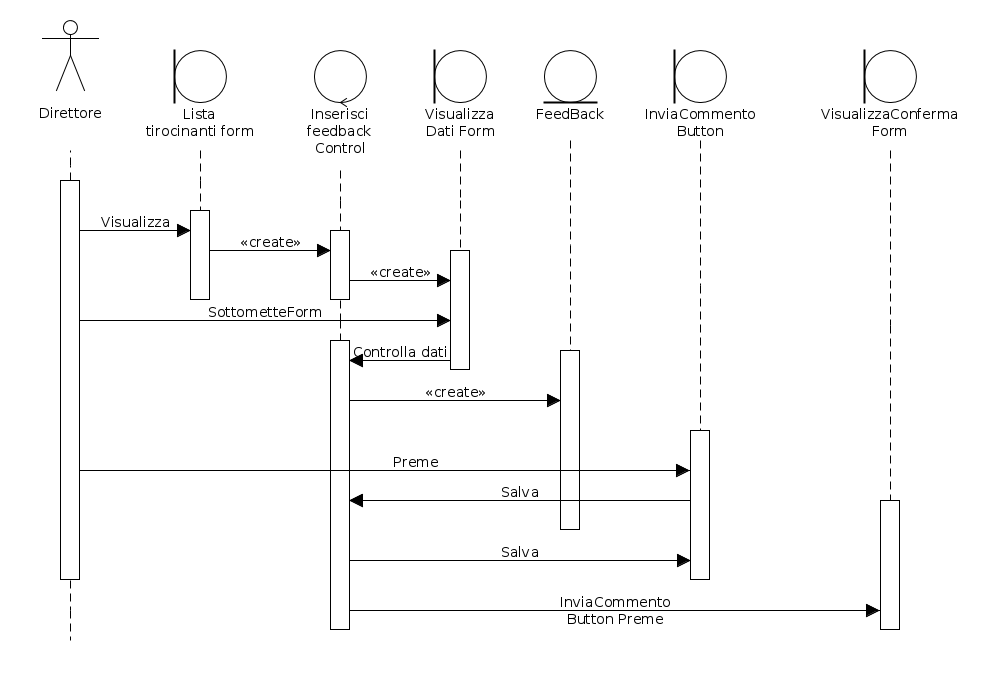 Direttore
Lista
tirocinanti form
Inserisci
feedback
Control
Visualizza
Dati Form
FeedBack
InviaCommento
Button
VisualizzaConferma
Form
Visualizza
«create»
«create»
SottometteForm
Controlla dati
«create»
Preme
Salva
Salva
InviaCommento
Button Preme